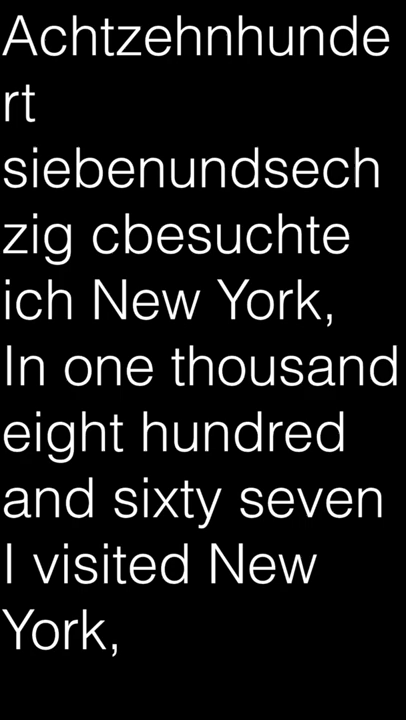 Achtzehnhunde
rt
siebenundsech
zig cbesuchte
ich New York,
In one thousand
eight hundred
and sixty seven
I visited New
York,